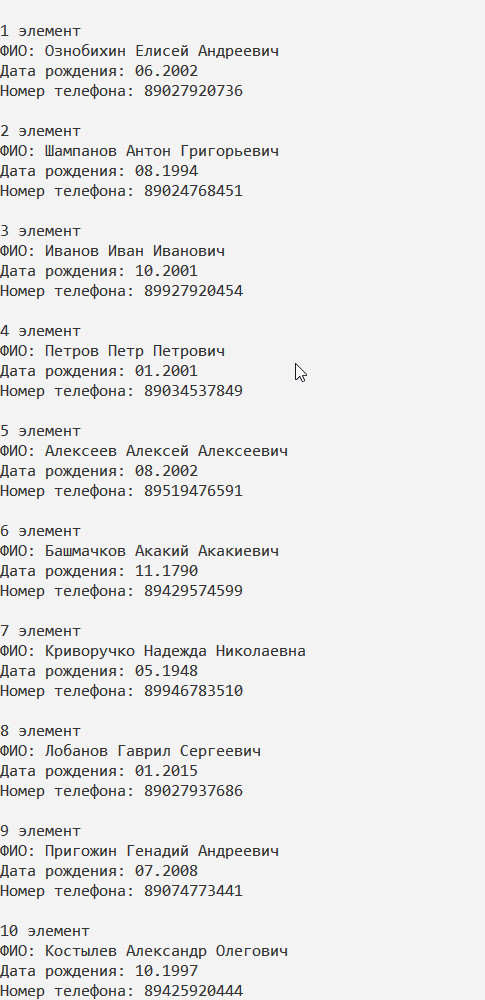 1 элемент
ФИО: Ознобихин Елисей Андреевич
Дата рождения: 06.2002
Номер телефона: 89027920736
2 элемент
ФИО: Шампанов Антон Григорьевич
Дата рождения: 08.1994
Номер телефона: 89024768451
3 элемент
ФИО: Иванов Иван Иванович
Дата рождения: 10.2001
Номер телефона: 89927920454
4 элемент
ФИО: Петров Петр Петрович
Дата рождения: 01.2001
Номер телефона: 89034537849
5 элемент
ФИО: Алексеев Алексей Алексеевич
Дата рождения: 08.2002
Номер телефона: 89519476591
6 элемент
ФИО: Башмачков Акакий Акакиевич
Дата рождения: 11.1790
Номер телефона: 89429574599
7 элемент
ФИО: Криворучко Надежда Николаевна
Дата рождения: 05.1948
Номер телефона: 89946783510
8 элемент
ФИО: Лобанов Гаврил Сергеевич
Дата рождения: 01.2015
Номер телефона: 89027937686
9 элемент
ФИО: Пригожин Генадий Андреевич
Дата рождения: 07.2008
Номер телефона: 89074773441
10 элемент
ФИО: Костылев Александр Олегович
Дата рождения: 10.1997
Номер телефона: 89425920444